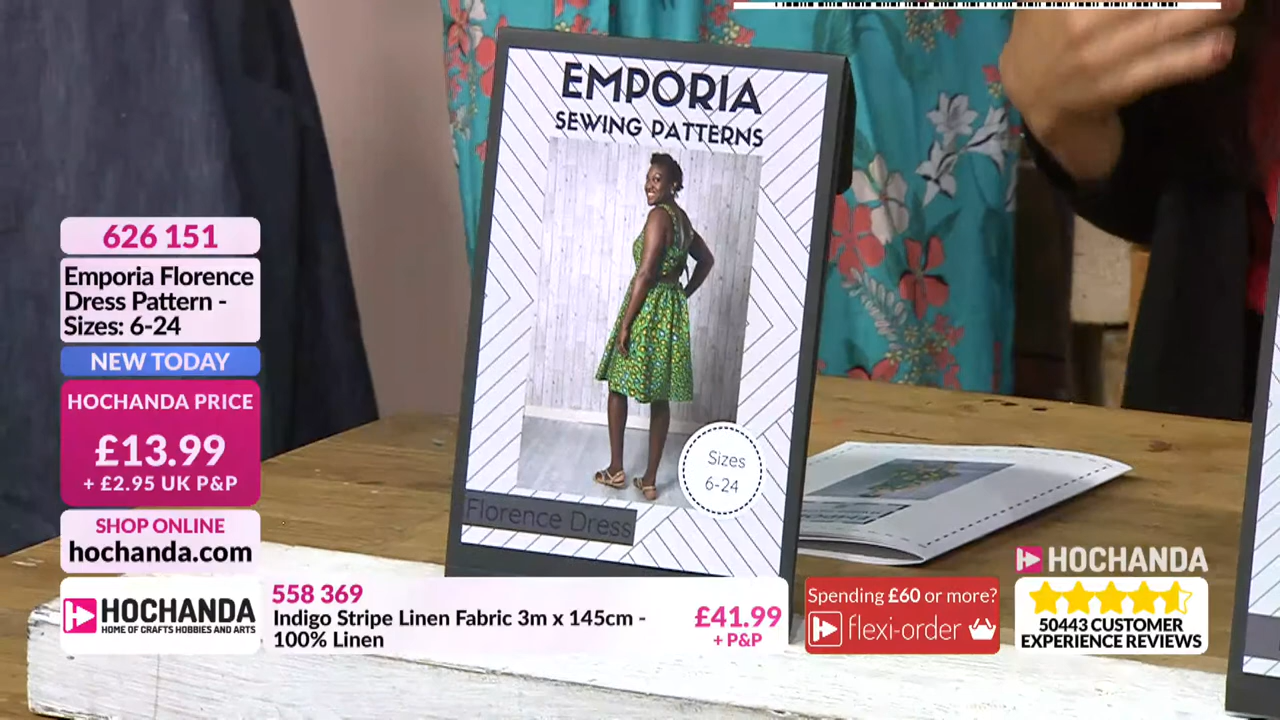 EMPORIA
SEWING PATTERNS
Sizes
6-24
Florence Dress
626 151
Emporia Florence
Dress Pattern -
Sizes: 6-24
NEW TODAY
HOCHANDA PRICE
£13.99
+ £2.95 UK P&P
SHOP ONLINE
hochanda.com
HOCHANDA
HOME OF CRAFTS HOBBIES AND ARTS
558 369
Indigo Stripe Linen Fabric 3m x 145cm -
100% Linen
£41.99
+ P&P
Spending £60 or more?
flexi-order
HOCHANDA
50443 CUSTOMER
EXPERIENCE REVIEWS